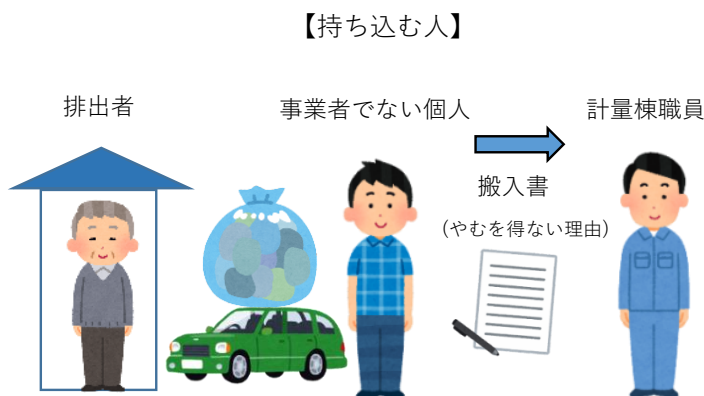 【持ち込む人】
排出者
事業者でない個人
計量棟職員
搬入書
(やむを得ない理由)